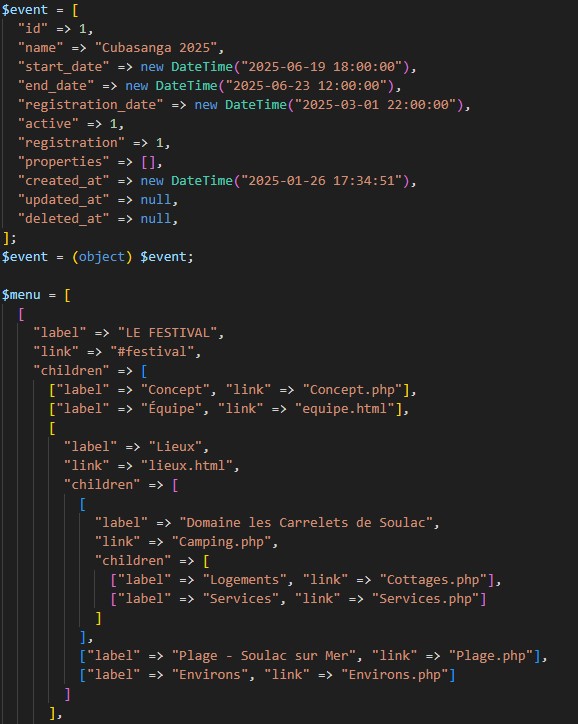 $event = [
"id" => 1,
"name" => "Cubasanga 2025",
"start_date" => new DateTime("2025-06-19 18:00:00"),
"end_date" => new DateTime("2025-06-23 12:00:00"),
"registration_date" => new DateTime("2025-03-01 22:00:00"),
"active" => 1,
"registration" => 1,
"properties" => [],
"created_at" => new DateTime("2025-01-26 17:34:51"),
"updated_at" => null,
"deleted_at" => null,
];
$event = (object) $event;
$menu = [
[
"label" => "LE FESTIVAL",
"link" => "#festival",
"children" => [
["label" => "Concept", "link" => "Concept.php"],
["label" => "Équipe", "link" => "equipe.html"],
[
"label" => "Lieux",
"link" => "lieux.html",
"children" => [
[
"label" => "Domaine les Carrelets de Soulac",
"link" => "Camping.php",
"children" => [
["label" => "Logements", "link" => "Cottages.php"],
["label" => "Services", "link" => "Services.php"]
]
],
["label" => "Plage - Soulac sur Mer", "link" => "Plage.php"],
["label" => "Environs", "link" => "Environs.php"]
]
],